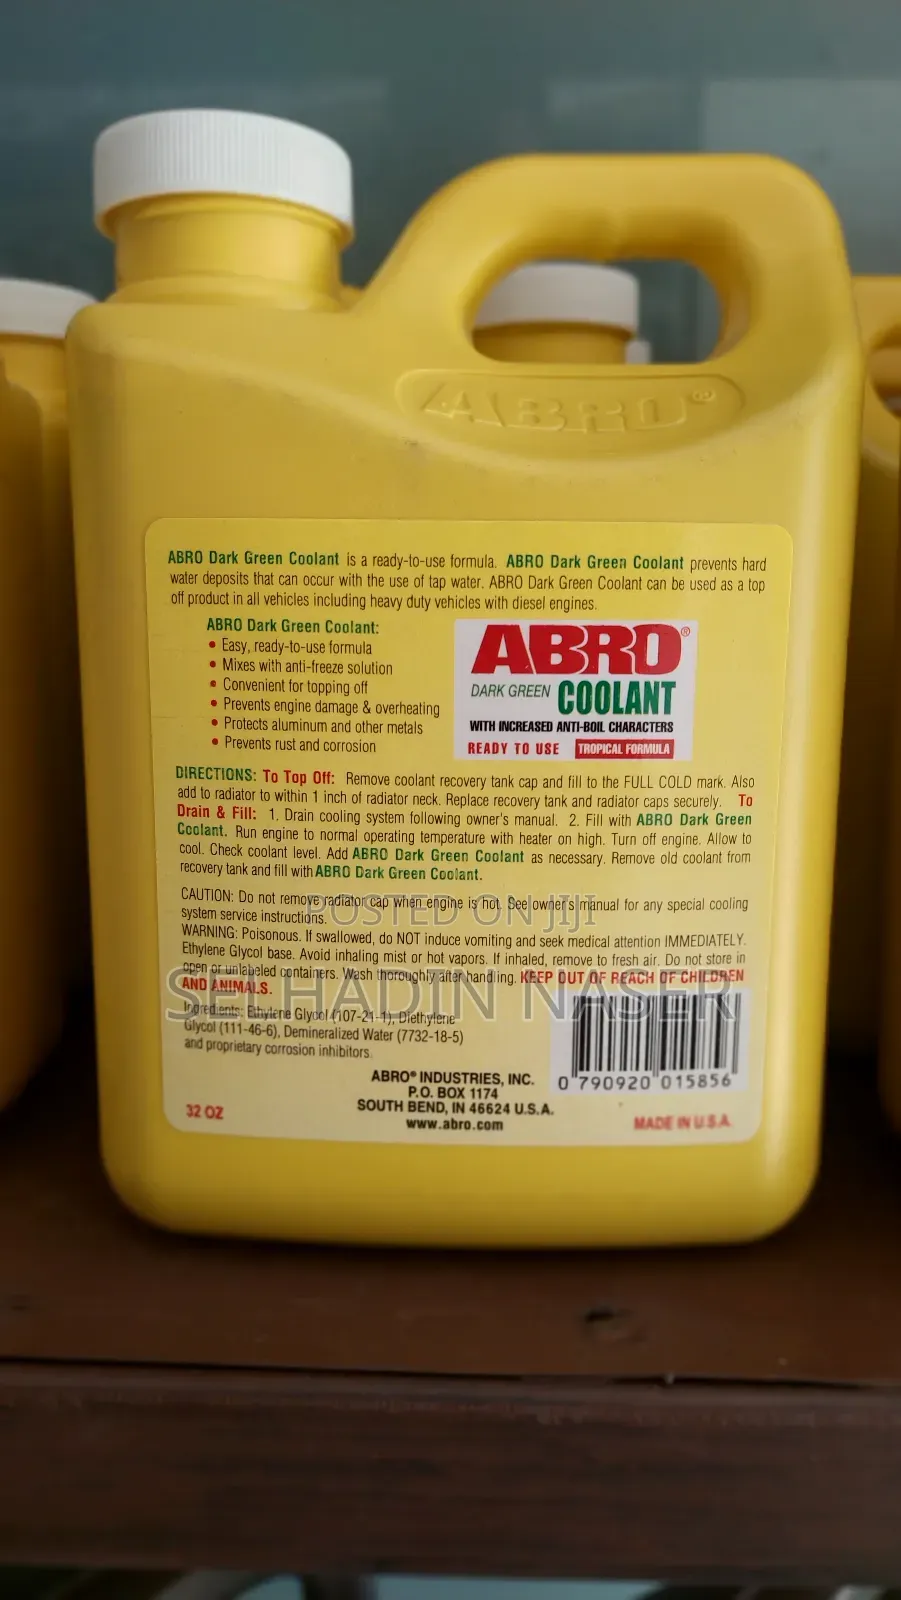 ABRO®
ABRO Dark Green Coolant is a ready-to-use formula. ABRO Dark Green Coolant prevents hard
water deposits that can occur with the use of tap water. ABRO Dark Green Coolant can be used as a top
off product in all vehicles including heavy duty vehicles with diesel engines.
ABRO Dark Green Coolant:
• Easy, ready-to-use formula
• Mixes with anti-freeze solution
• Convenient for topping off
• Prevents engine damage & overheating
• Protects aluminum and other metals
• Prevents rust and corrosion
ABRO®
DARK GREEN COOLANT
WITH INCREASED ANTI-BOIL CHARACTERS
READY TO USE TROPICAL FORMULA
DIRECTIONS: To Top Off: Remove coolant recovery tank cap and fill to the FULL COLD mark. Also
add to radiator to within 1 inch of radiator neck. Replace recovery tank and radiator caps securely. To
Drain & Fill: 1. Drain cooling system following owner's manual. 2. Fill with ABRO Dark Green
Coolant. Run engine to normal operating temperature with heater on high. Turn off engine. Allow to
cool. Check coolant level. Add ABRO Dark Green Coolant as necessary. Remove old coolant from
recovery tank and fill with ABRO Dark Green Coolant.
CAUTION: Do not remove radiator cap when engine is hot. See owner's manual for any special cooling
system service instructions.
POSTED ON JIJI
WARNING: Poisonous. If swallowed, do NOT induce vomiting and seek medical attention IMMEDIATELY.
Ethylene Glycol base. Avoid inhaling mist or hot vapors. If inhaled, remove to fresh air. Do not store in
open or unlabeled containers. Wash thoroughly after handling. KEEP OUT OF REACH OF CHILDREN
AND ANIMALS.
SELHADIN NASER
Ingredients: Ethylene Glycol (107-21-1), Diethylene
Glycol (111-46-6), Demineralized Water (7732-18-5)
and proprietary corrosion inhibitors.
0 790920 015856
ABRO® INDUSTRIES, INC.
P.O. BOX 1174
SOUTH BEND, IN 46624 U.S.A.
www.abro.com
32 OZ
MADE IN U.S.A.